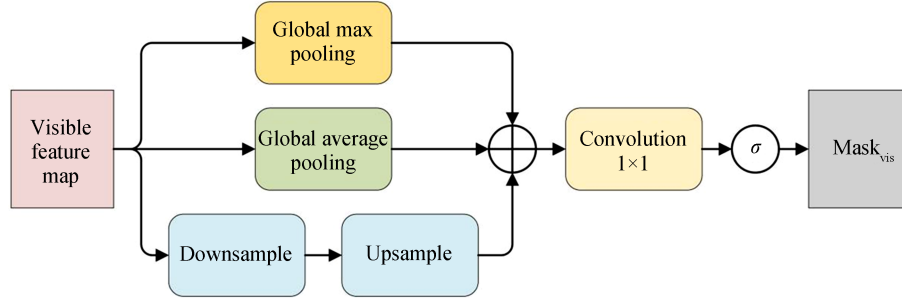 Global max
pooling
Visible
feature
map
Global average
pooling
Convolution
1×1
σ
Mask_vis
Downsample
Upsample